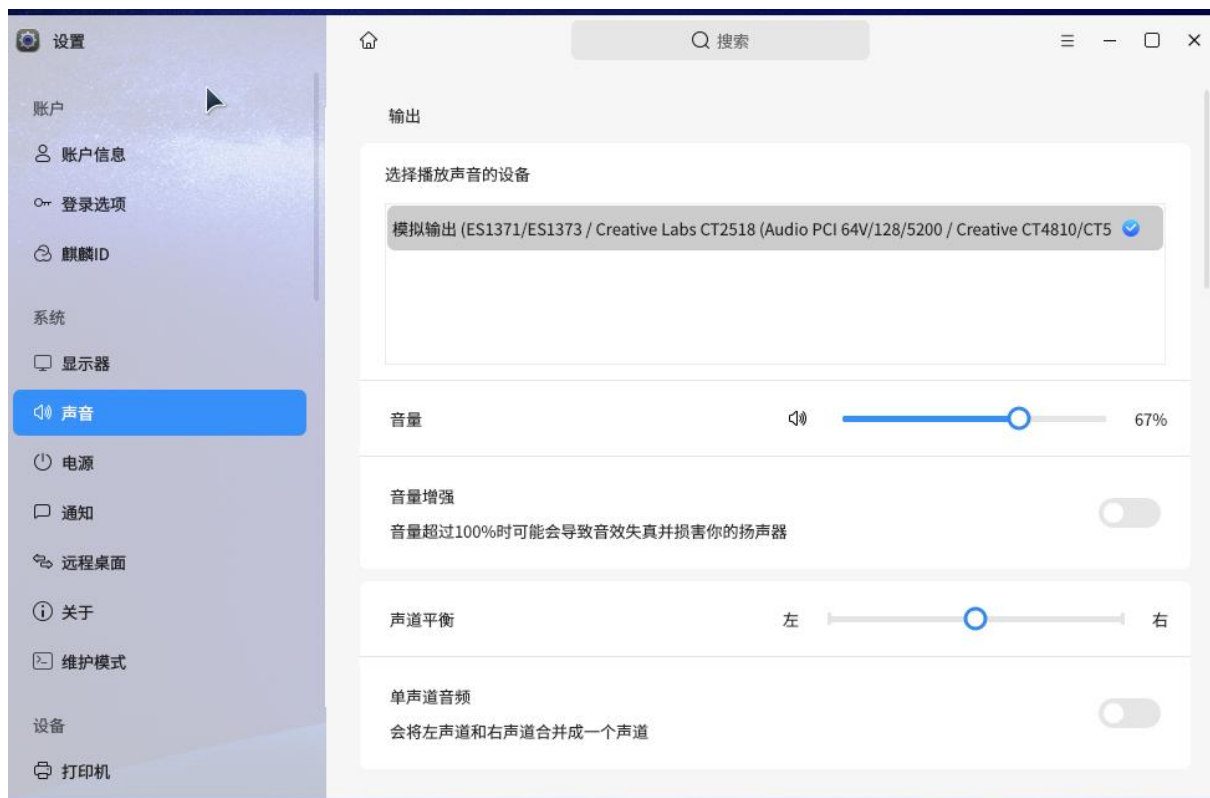 设置
搜索
账户
账户信息
登录选项
麒麟ID
系统
显示器
声音
电源
通知
远程桌面
关于
维护模式
设备
打印机
输出
选择播放声音的设备
模拟输出 (ES1371/ES1373 / Creative Labs CT2518 (Audio PCI 64V/128/5200 / Creative CT4810/CT5
音量 67%
音量增强
音量超过100%时可能会导致音效失真并损害你的扬声器
声道平衡 左 右
单声道音频
会将左声道和右声道合并成一个声道